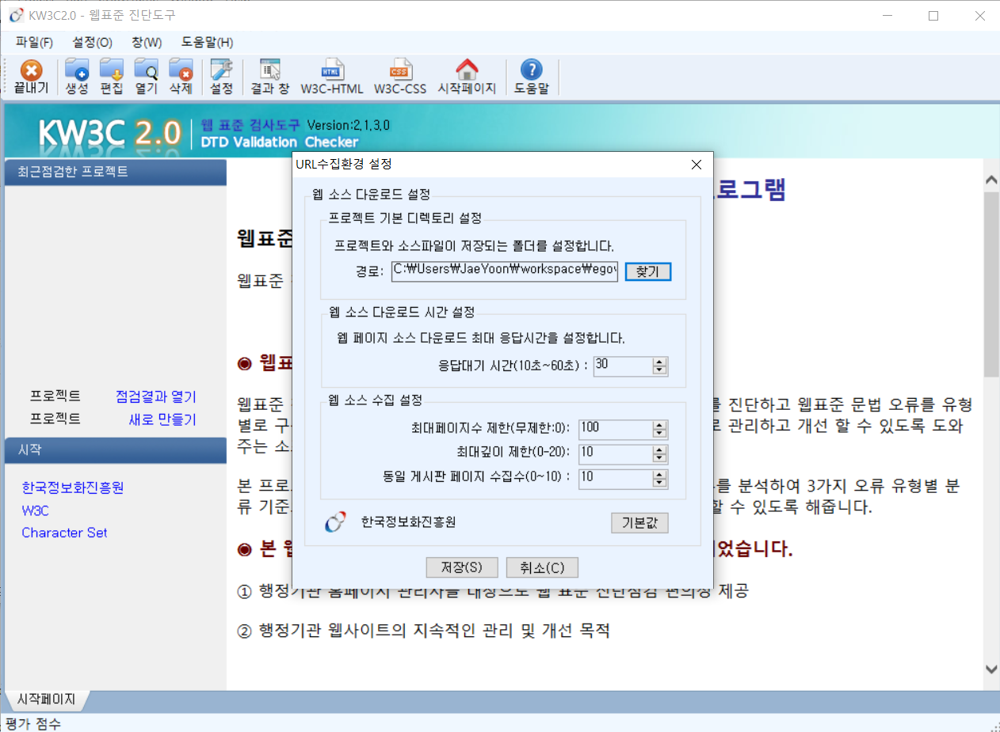 KW3C2.0 - 웹표준 진단도구
파일(F) 설정(O) 창(W) 도움말(H)
끝내기 생성 편집 열기 삭제 설정 결과 창 W3C-HTML W3C-CSS 시작페이지 도움말
KW3C 2.0
웹 표준 검사도구 Version:2,1,3,0
DTD Validation Checker
최근점검한 프로젝트
프로젝트 점검결과 열기
프로젝트 새로 만들기
시작
한국정보화진흥원
W3C
Character Set
URL수집환경 설정
웹 소스 다운로드 설정
프로젝트 기본 디렉토리 설정
프로젝트와 소스파일이 저장되는 폴더를 설정합니다.
경로: C:₩Users₩JaeYoon₩workspace₩egov 찾기
웹 소스 다운로드 시간 설정
웹 페이지 소스 다운로드 최대 응답시간을 설정합니다.
응답대기 시간(10초~60초) : 30
웹 소스 수집 설정
최대페이지수 제한(무제한:0): 100
최대깊이 제한(0-20): 10
동일 게시판 페이지 수집수(0~10) : 10
한국정보화진흥원 기본값
저장(S) 취소(C)
로그램
웹표준
웹표준
◉ 웹표
웹표준 를 진단하고 웹표준 문법 오류를 유형
별로 구 로 관리하고 개선 할 수 있도록 도와
주는 소
본 프로 를 분석하여 3가지 오류 유형별 분
류 기준 할 수 있도록 해줍니다.
◉ 본 웹 었습니다.
① 행정기관 홈페이지 관리자를 대상으로 웹 표준 진단점검 편의성 제공
② 행정기관 웹사이트의 지속적인 관리 및 개선 목적
시작페이지
평가 점수